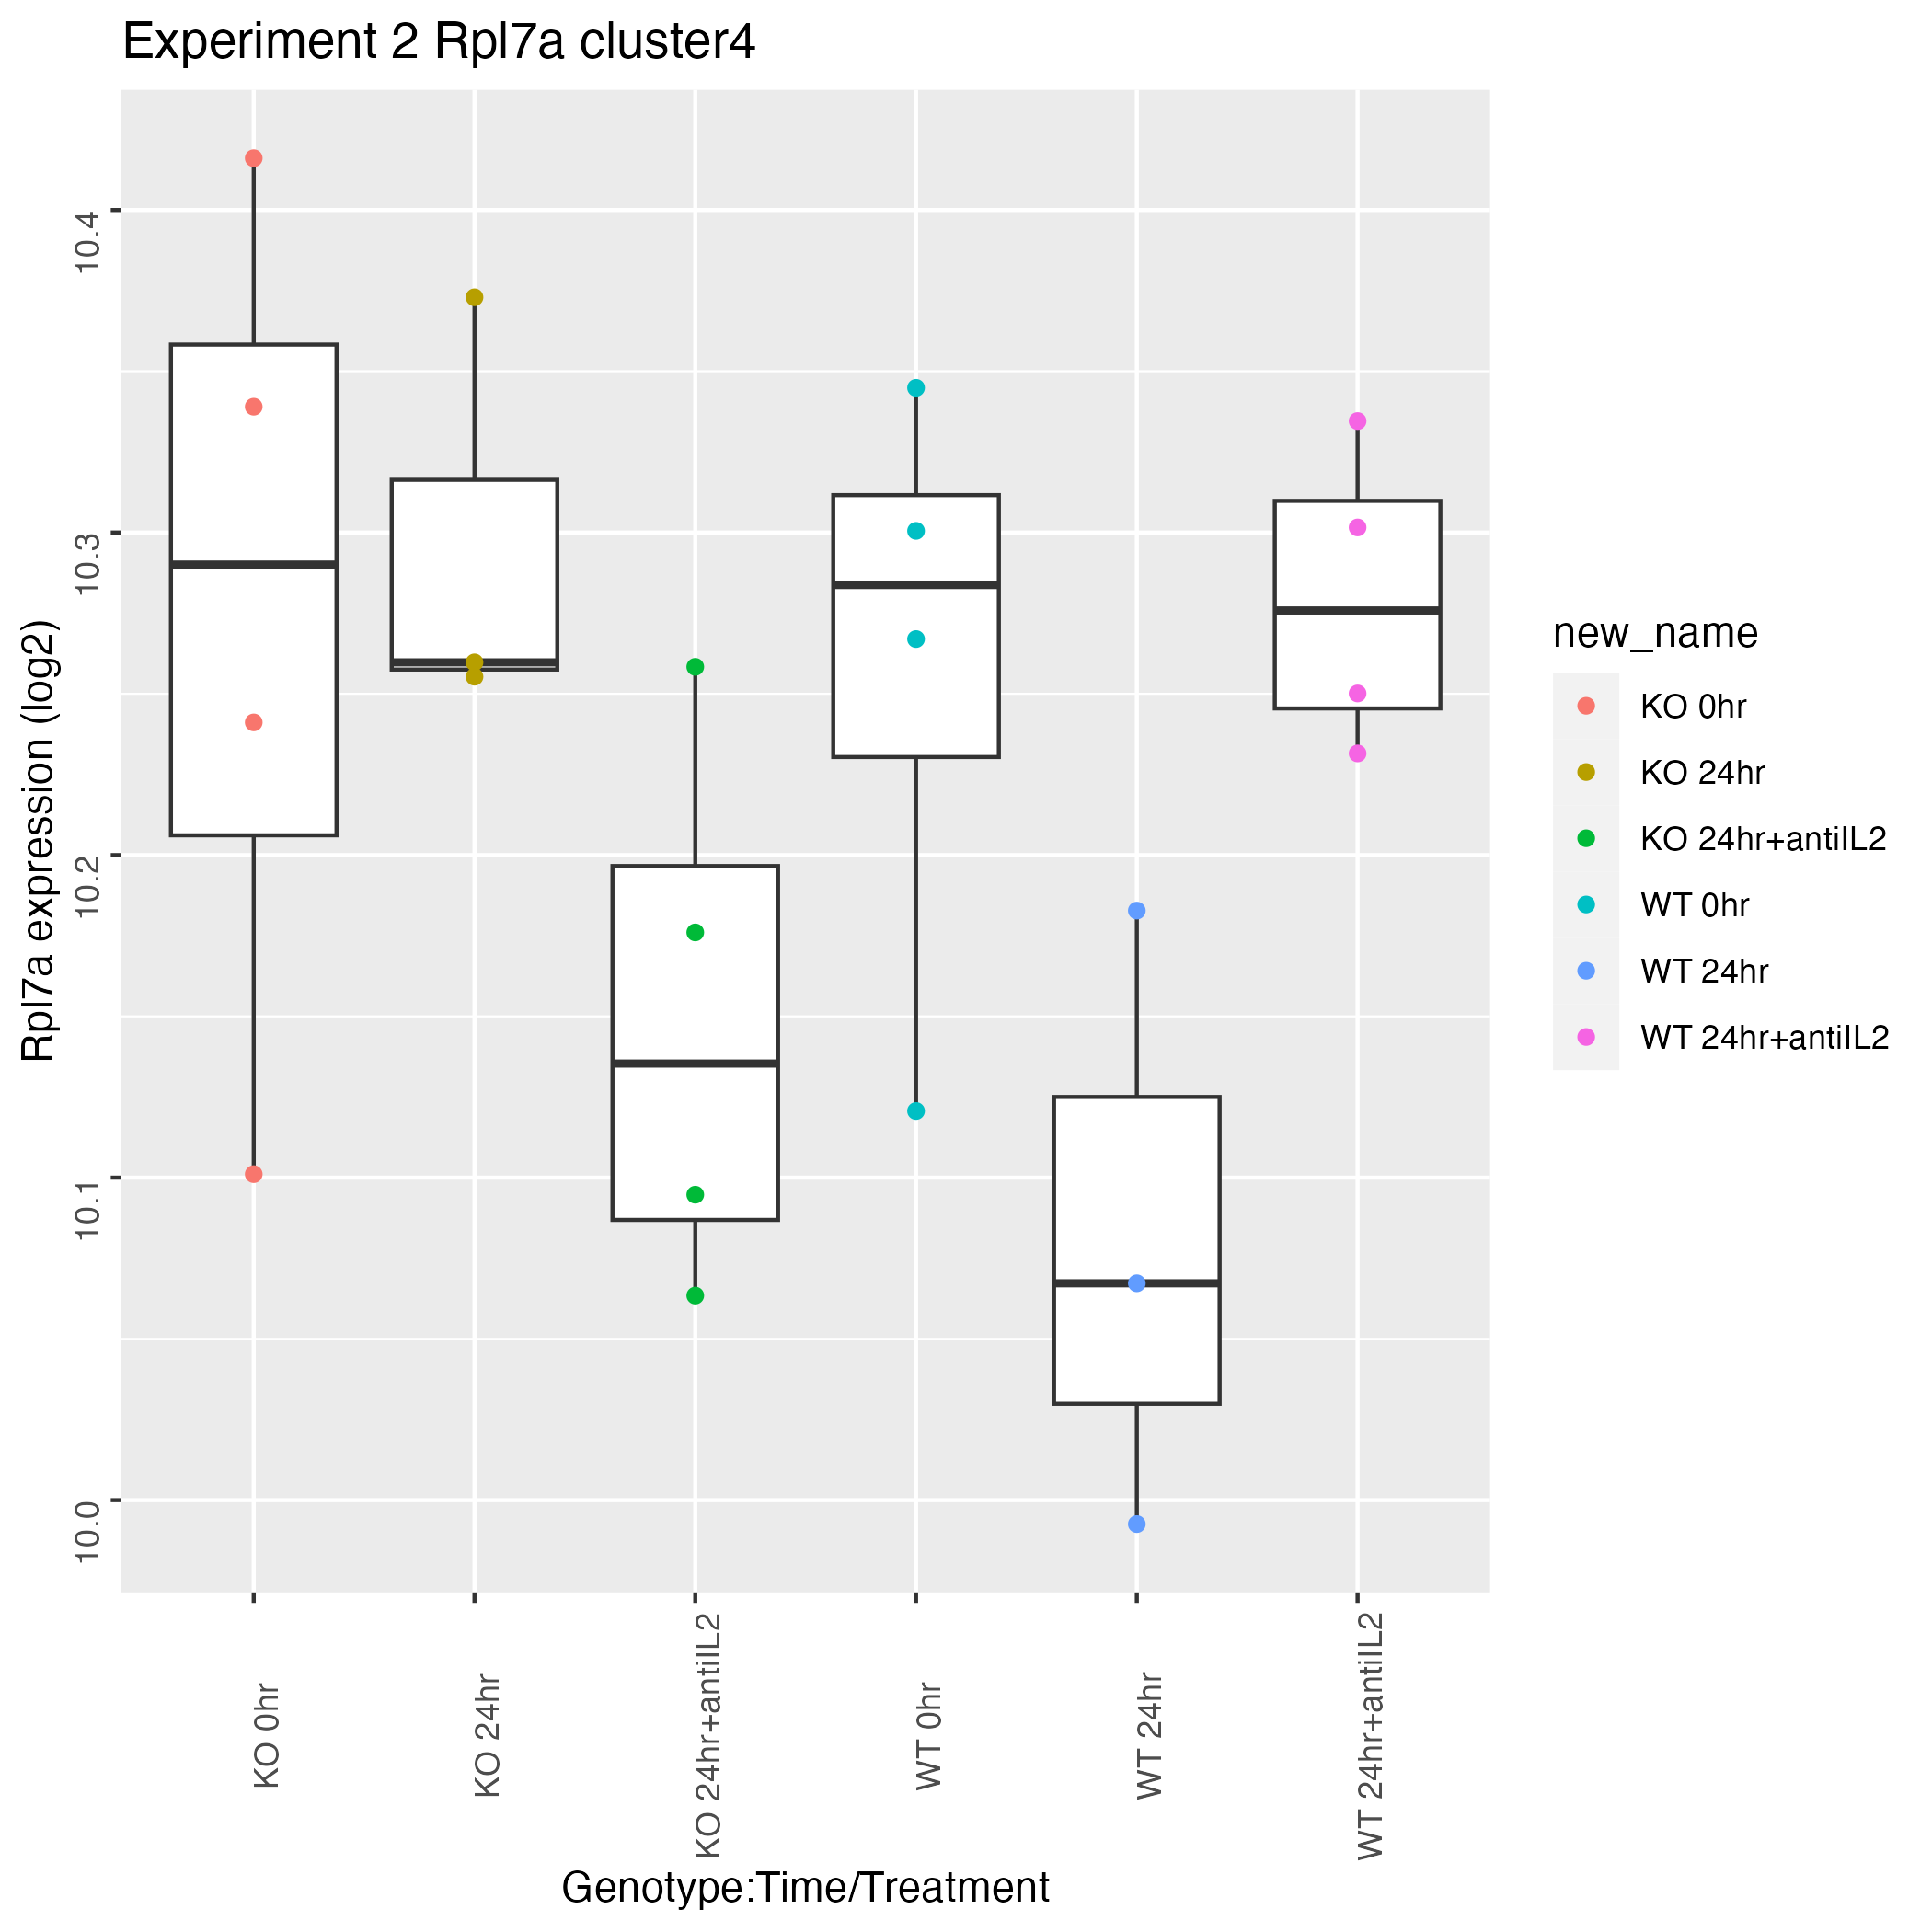 Experiment 2 Rpl7a cluster4
Rpl7a expression (log2)
10.4
10.3
10.2
10.1
10.0
KO 0hr
KO 24hr
KO 24hr+antiIL2
WT 0hr
WT 24hr
WT 24hr+antiIL2
Genotype:Time/Treatment
new_name
KO 0hr
KO 24hr
KO 24hr+antiIL2
WT 0hr
WT 24hr
WT 24hr+antiIL2